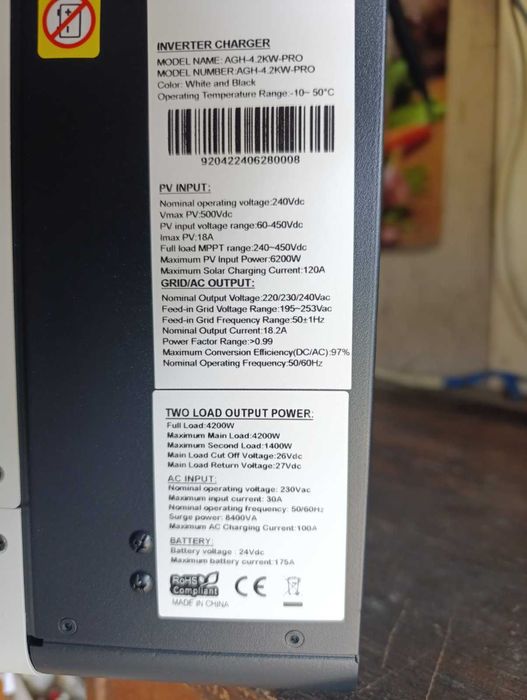 INVERTER CHARGER
MODEL NAME: AGH-4.2KW-PRO
MODEL NUMBER:AGH-4.2KW-PRO
Color: White and Black
Operating Temperature Range:-10~ 50°C
920422406280008
PV INPUT:
Nominal operating voltage:240Vdc
Vmax PV:500Vdc
PV input voltage range:60-450Vdc
Imax PV:18A
Full load MPPT range:240~450Vdc
Maximum PV Input Power:6200W
Maximum Solar Charging Current:120A
GRID/AC OUTPUT:
Nominal Output Voltage:220/230/240Vac
Feed-in Grid Voltage Range:195~253Vac
Feed-in Grid Frequency Range:50±1Hz
Nominal Output Current:18.2A
Power Factor Range:>0.99
Maximum Conversion Efficiency(DC/AC):97%
Nominal Operating Frequency:50/60Hz
TWO LOAD OUTPUT POWER:
Full Load:4200W
Maximum Main Load:4200W
Maximum Second Load:1400W
Main Load Cut Off Voltage:26Vdc
Main Load Return Voltage:27Vdc
AC INPUT:
Nominal operating voltage: 230Vac
Maximum input current: 30A
Nominal operating frequency: 50/60Hz
Surge power: 8400VA
Maximum AC Charging Current:100A
BATTERY:
Battery voltage : 24Vdc
Maximum battery current:175A
RoHS
Compliant
CE
MADE IN CHINA